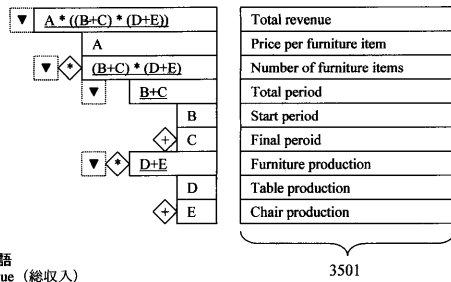 ▼ A * ((B+C) * (D+E)) Total revenue
A Price per furniture item
▼ * (B+C) * (D+E) Number of furniture items
▼ B+C Total period
B Start period
+ C Final peroid
▼ * D+E Furniture production
D Table production
+ E Chair production
3501
語
ue（総収入）